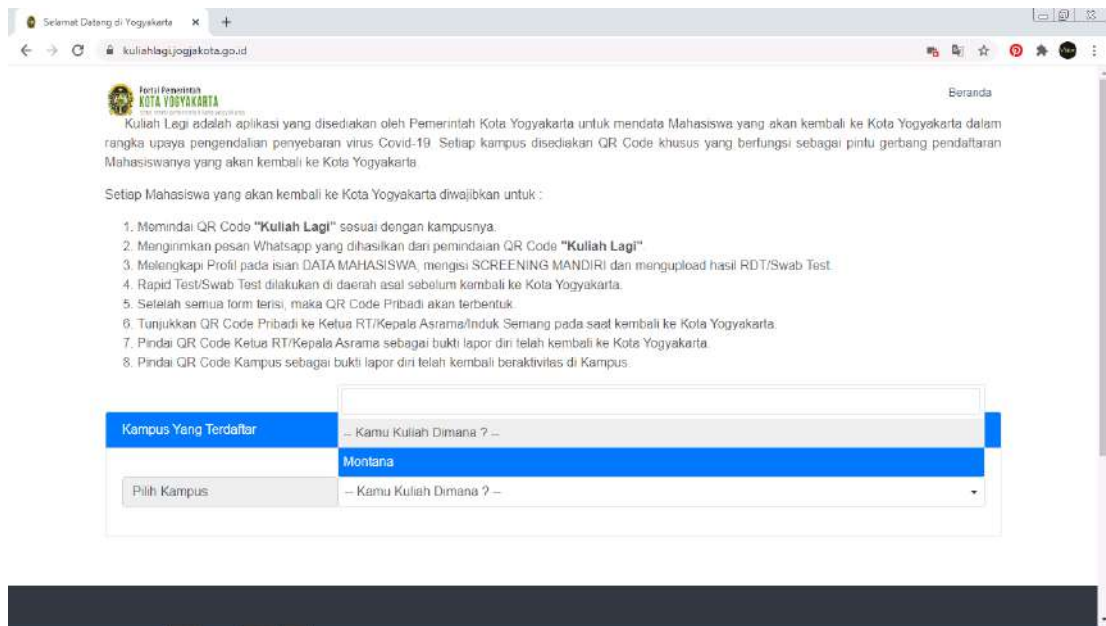 Selamat Datang di Yogyakarta
kuliahlagi.jogjakota.go.id
Portal Pemerintah
KOTA YOGYAKARTA
Beranda
Kuliah Lagi adalah aplikasi yang disediakan oleh Pemerintah Kota Yogyakarta untuk mendata Mahasiswa yang akan kembali ke Kota Yogyakarta dalam
rangka upaya pengendalian penyebaran virus Covid-19. Setiap kampus disediakan QR Code khusus yang berfungsi sebagai pintu gerbang pendaftaran
Mahasiswanya yang akan kembali ke Kota Yogyakarta.
Setiap Mahasiswa yang akan kembali ke Kota Yogyakarta diwajibkan untuk :
1. Memindai QR Code "Kuliah Lagi" sesuai dengan kampusnya.
2. Mengirimkan pesan Whatsapp yang dihasilkan dari pemindaian QR Code "Kuliah Lagi"
3. Melengkapi Profil pada isian DATA MAHASISWA, mengisi SCREENING MANDIRI dan mengupload hasil RDT/Swab Test.
4. Rapid Test/Swab Test dilakukan di daerah asal sebelum kembali ke Kota Yogyakarta.
5. Setelah semua form terisi, maka QR Code Pribadi akan terbentuk.
6. Tunjukkan QR Code Pribadi ke Ketua RT/Kepala Asrama/Induk Semang pada saat kembali ke Kota Yogyakarta.
7. Pindai QR Code Ketua RT/Kepala Asrama sebagai bukti lapor diri telah kembali ke Kota Yogyakarta.
8. Pindai QR Code Kampus sebagai bukti lapor diri telah kembali beraktivitas di Kampus.
Kampus Yang Terdaftar
-- Kamu Kuliah Dimana ? --
Montana
Pilih Kampus
-- Kamu Kuliah Dimana ? --